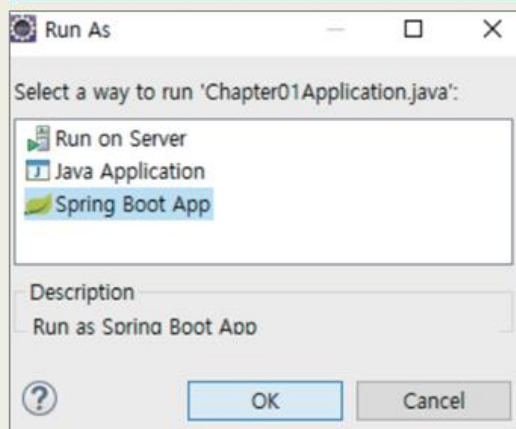 Run As
Select a way to run 'Chapter01Application.java':
Run on Server
J Java Application
Spring Boot App
Description
Run as Spring Boot App
?
OK
Cancel